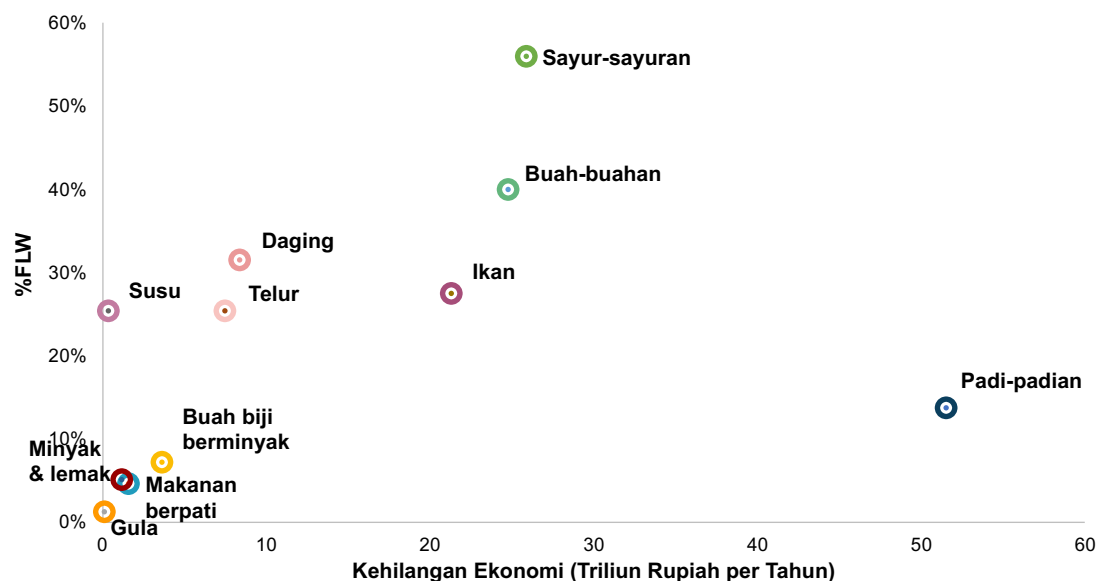 60%
Sayur-sayuran
50%
Buah-buahan
40%
Daging
30%
Ikan
%FLW
Susu
Telur
20%
Padi-padian
Buah biji
berminyak
10%
Minyak
& lemak
Makanan
berpati
0%
Gula
0 10 20 30 40 50 60
Kehilangan Ekonomi (Triliun Rupiah per Tahun)